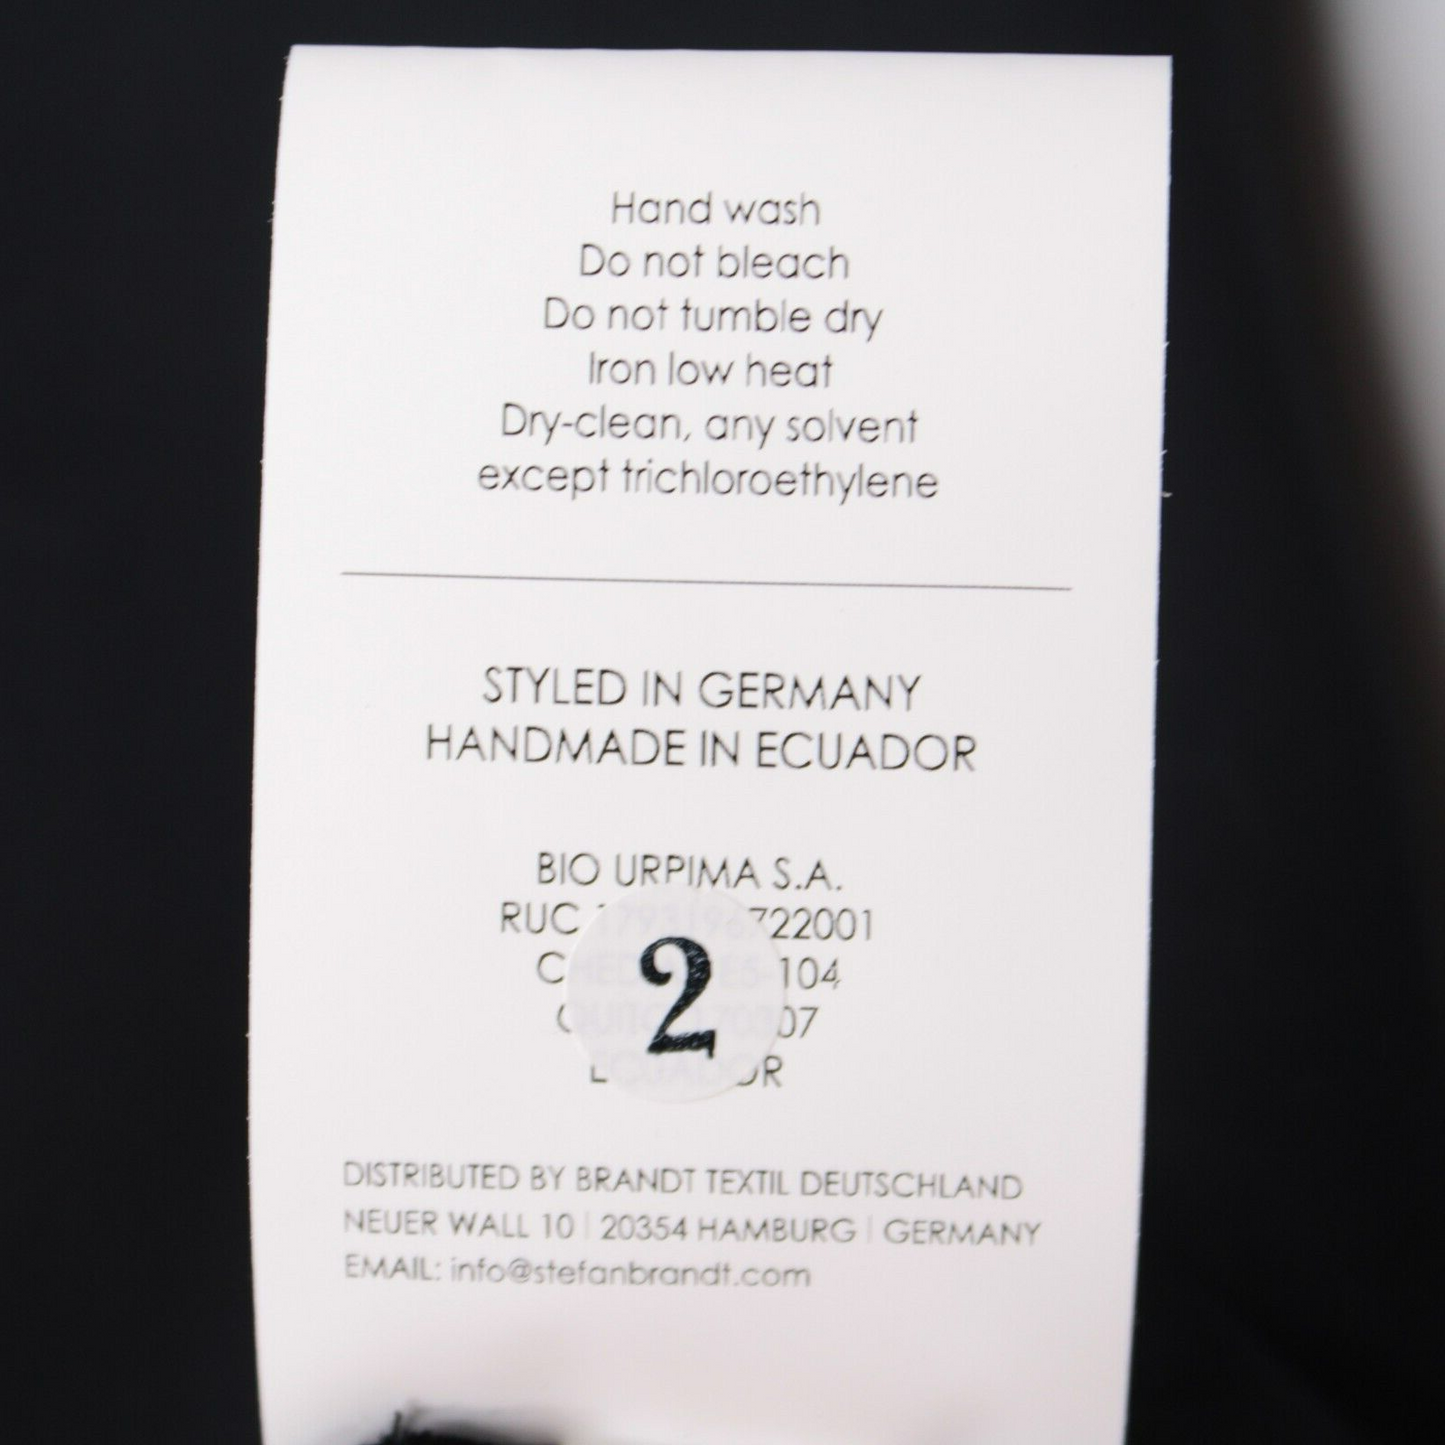 Hand wash
Do not bleach
Do not tumble dry
Iron low heat
Dry-clean, any solvent
except trichloroethylene
STYLED IN GERMANY
HANDMADE IN ECUADOR
BIO URPIMA S.A.
RUC
2
ECUADOR
DISTRIBUTED BY BRANDT TEXTIL DEUTSCHLAND
NEUER WALL 10 | 20354 HAMBURG | GERMANY
EMAIL: info@stefanbrandt.com